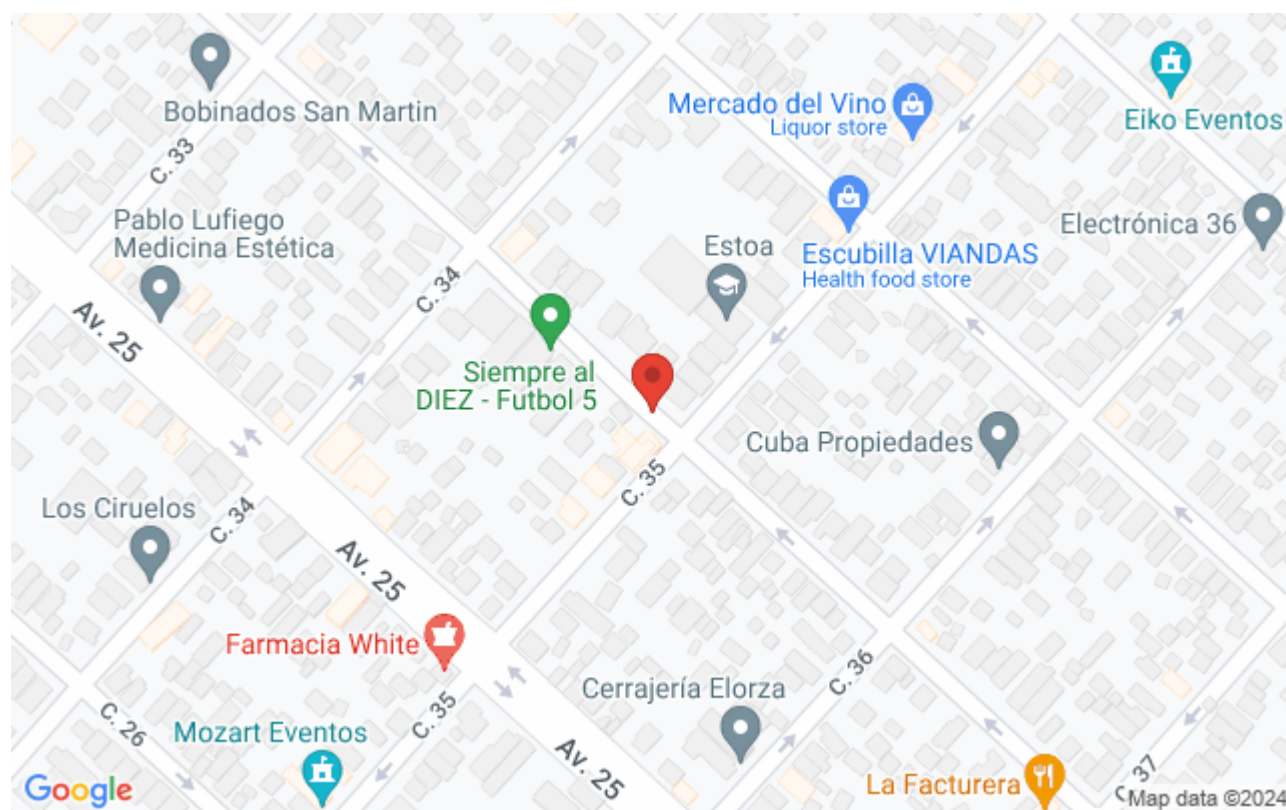 Bobinados San Martin
Mercado del Vino
Liquor store
Eiko Eventos
C. 33
Pablo Lufiego
Medicina Estética
Estoa
Escubilla VIANDAS
Health food store
Electrónica 36
C. 34
Av. 25
Siempre al
DIEZ - Futbol 5
Cuba Propiedades
C. 35
Los Ciruelos
C. 34
Av. 25
Farmacia White
C. 36
Cerrajería Elorza
C. 26
Mozart Eventos
C. 35
Av. 25
La Facturera
C. 37
Google
Map data ©2024